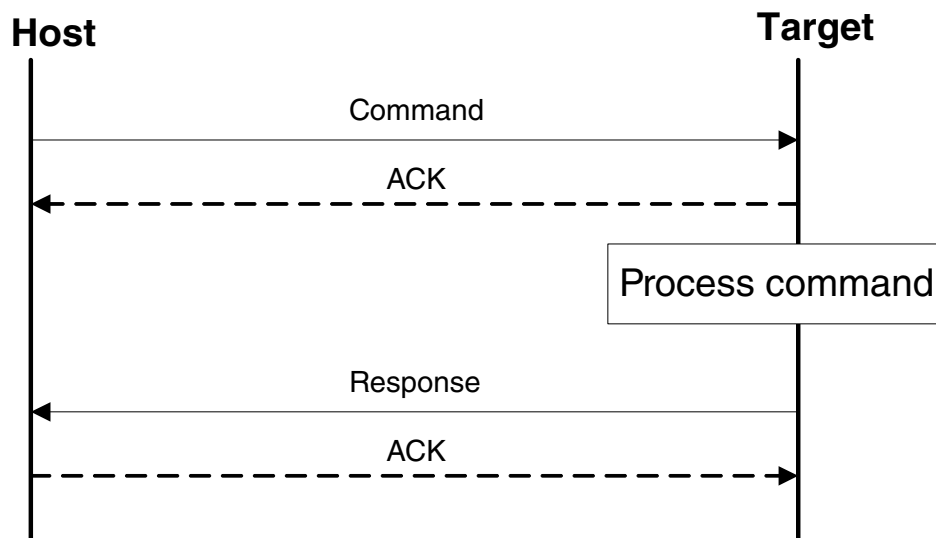 Host
Target
Command
ACK
Process command
Response
ACK